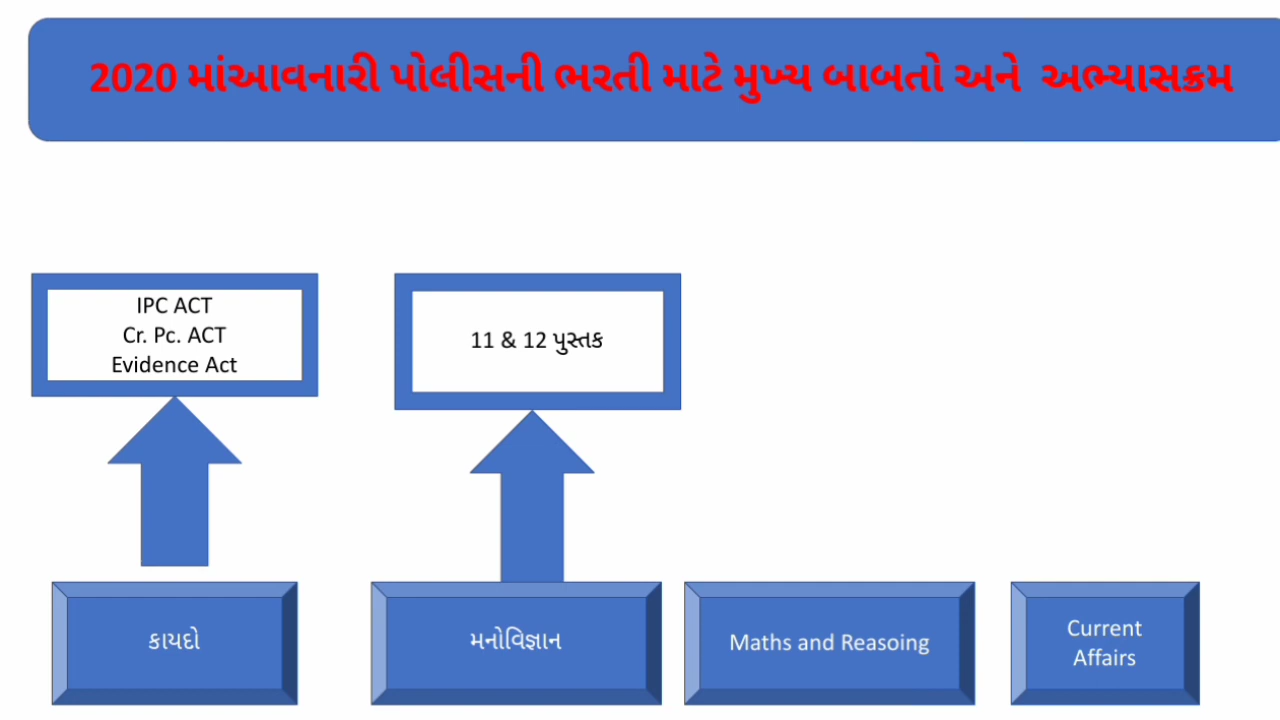 2020 માંઆવનારી પોલીસની ભરતી માટે મુખ્ય બાબતો અને અભ્યાસક્રમ
IPC ACT
Cr. Pc. ACT
Evidence Act
11 & 12 પુસ્તક
કાયદો
મનોવિજ્ઞાન
Maths and Reasoing
Current
Affairs